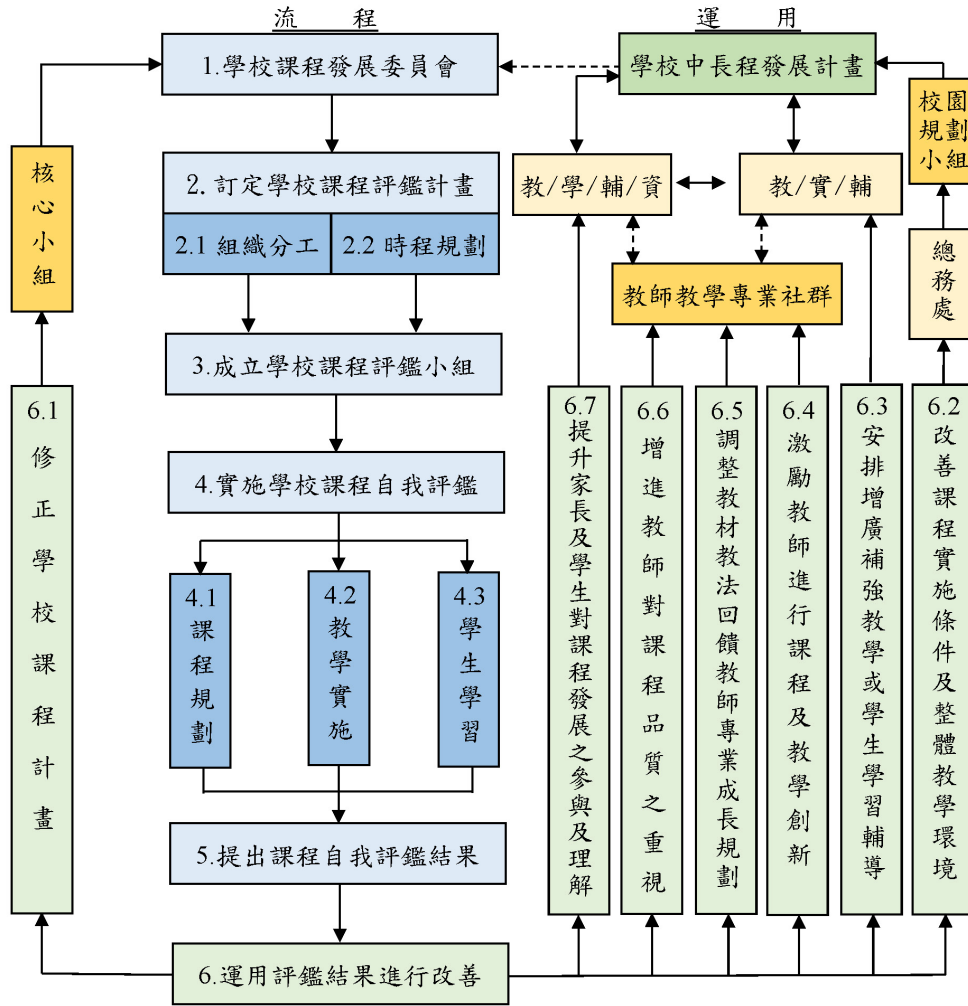 流 程
運 用
1.學校課程發展委員會
學校中長程發展計畫
校園
規劃
小組
核心小組
2.訂定學校課程評鑑計畫
2.1 組織分工
2.2 時程規劃
教/學/輔/資
教/實/輔
總務處
教師教學專業社群
3.成立學校課程評鑑小組
4.實施學校課程自我評鑑
4.1
課程規劃
4.2
教學實施
4.3
學生學習
5.提出課程自我評鑑結果
6.運用評鑑結果進行改善
6.1
修正學校課程計畫
6.7
提升家長及學生對課程發展之參與及理解
6.6
增進教師對課程品質之重視
6.5
調整教材教法回饋教師專業成長規劃
6.4
激勵教師進行課程及教學創新
6.3
安排增廣補強教學或學生學習輔導
6.2
改善課程實施條件及整體教學環境